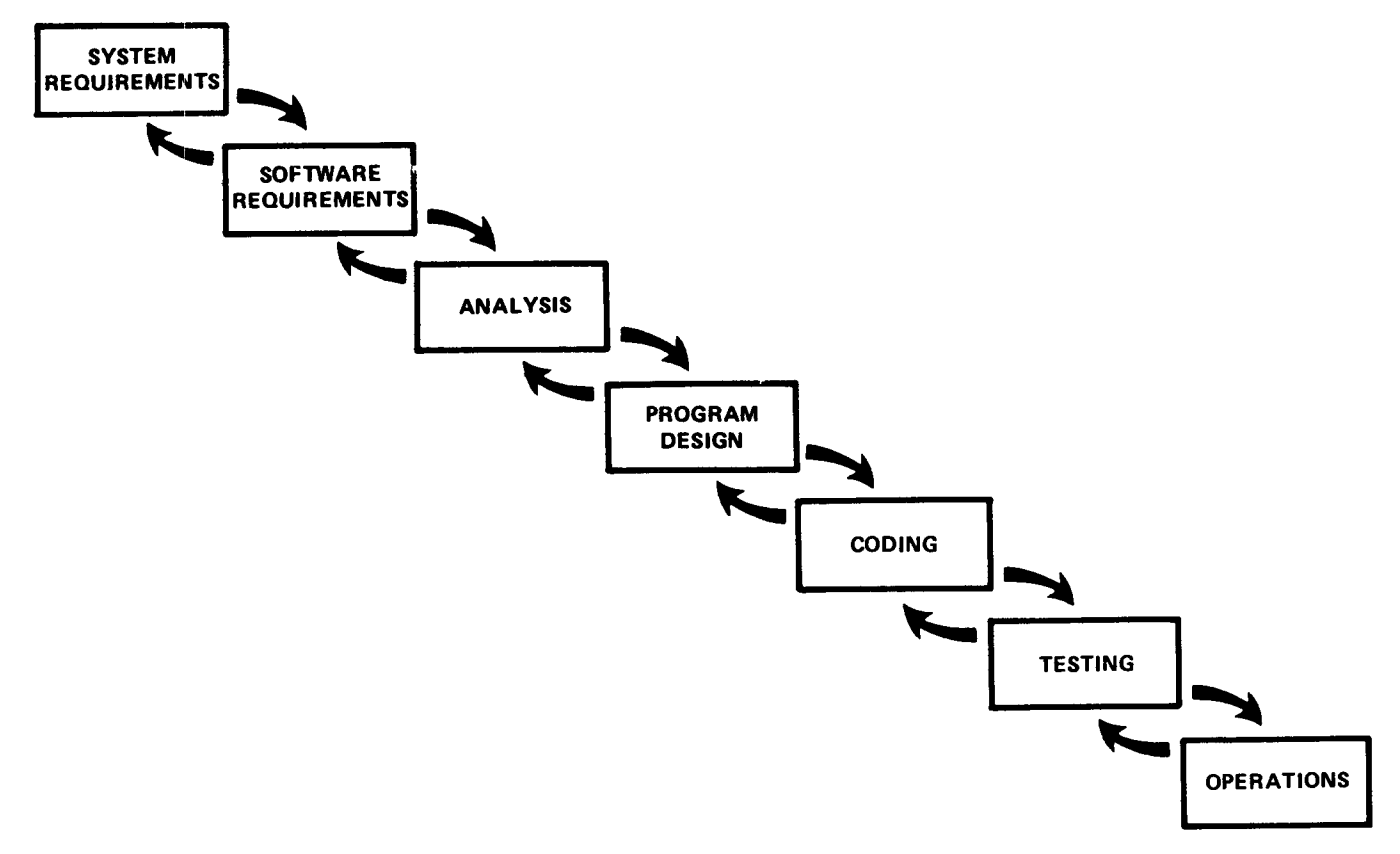 SYSTEM
REQUIREMENTS
SOFTWARE
REQUIREMENTS
ANALYSIS
PROGRAM
DESIGN
CODING
TESTING
OPERATIONS